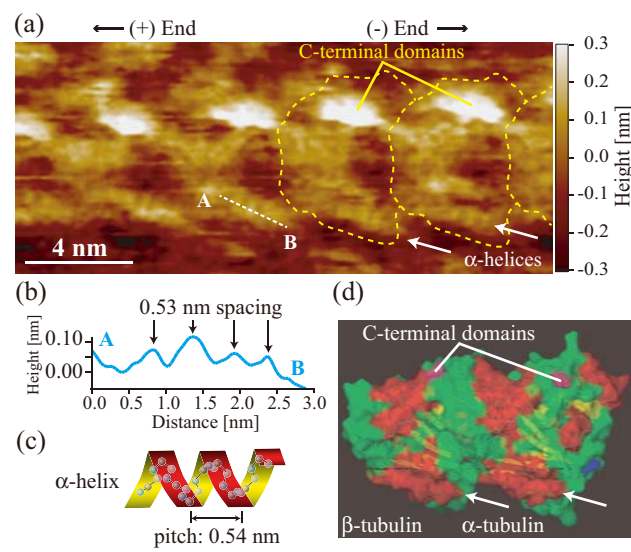 (a)
← (+) End
(-) End →
C-terminal domains
A
B
4 nm
α-helices
0.3
0.2
0.1
0.0
-0.1
-0.2
-0.3
Height [nm]
(b)
0.53 nm spacing
A
B
0.10
0.00
Height [nm]
0.0 0.5 1.0 1.5 2.0 2.5 3.0
Distance [nm]
(c)
α-helix
pitch: 0.54 nm
(d)
C-terminal domains
β-tubulin
α-tubulin